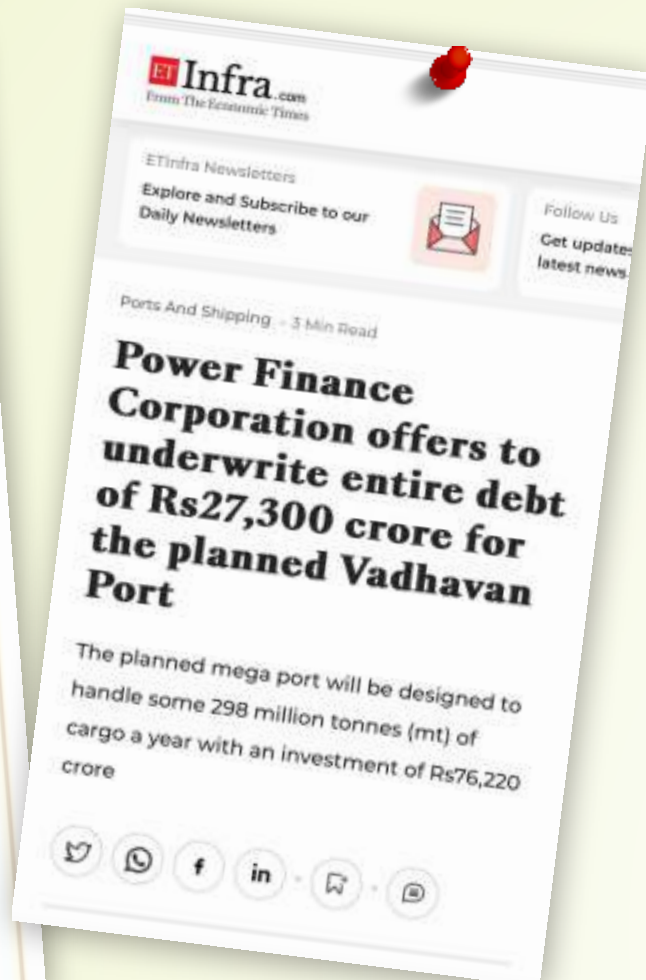 ET Infra.com
From The Economic Times
ETInfra Newsletters
Explore and Subscribe to our
Daily Newsletters
Follow Us
Get updates
latest news
Ports And Shipping · 3 Min Read
Power Finance
Corporation offers to
underwrite entire debt
of Rs27,300 crore for
the planned Vadhavan
Port
The planned mega port will be designed to
handle some 298 million tonnes (mt) of
cargo a year with an investment of Rs76,220
crore